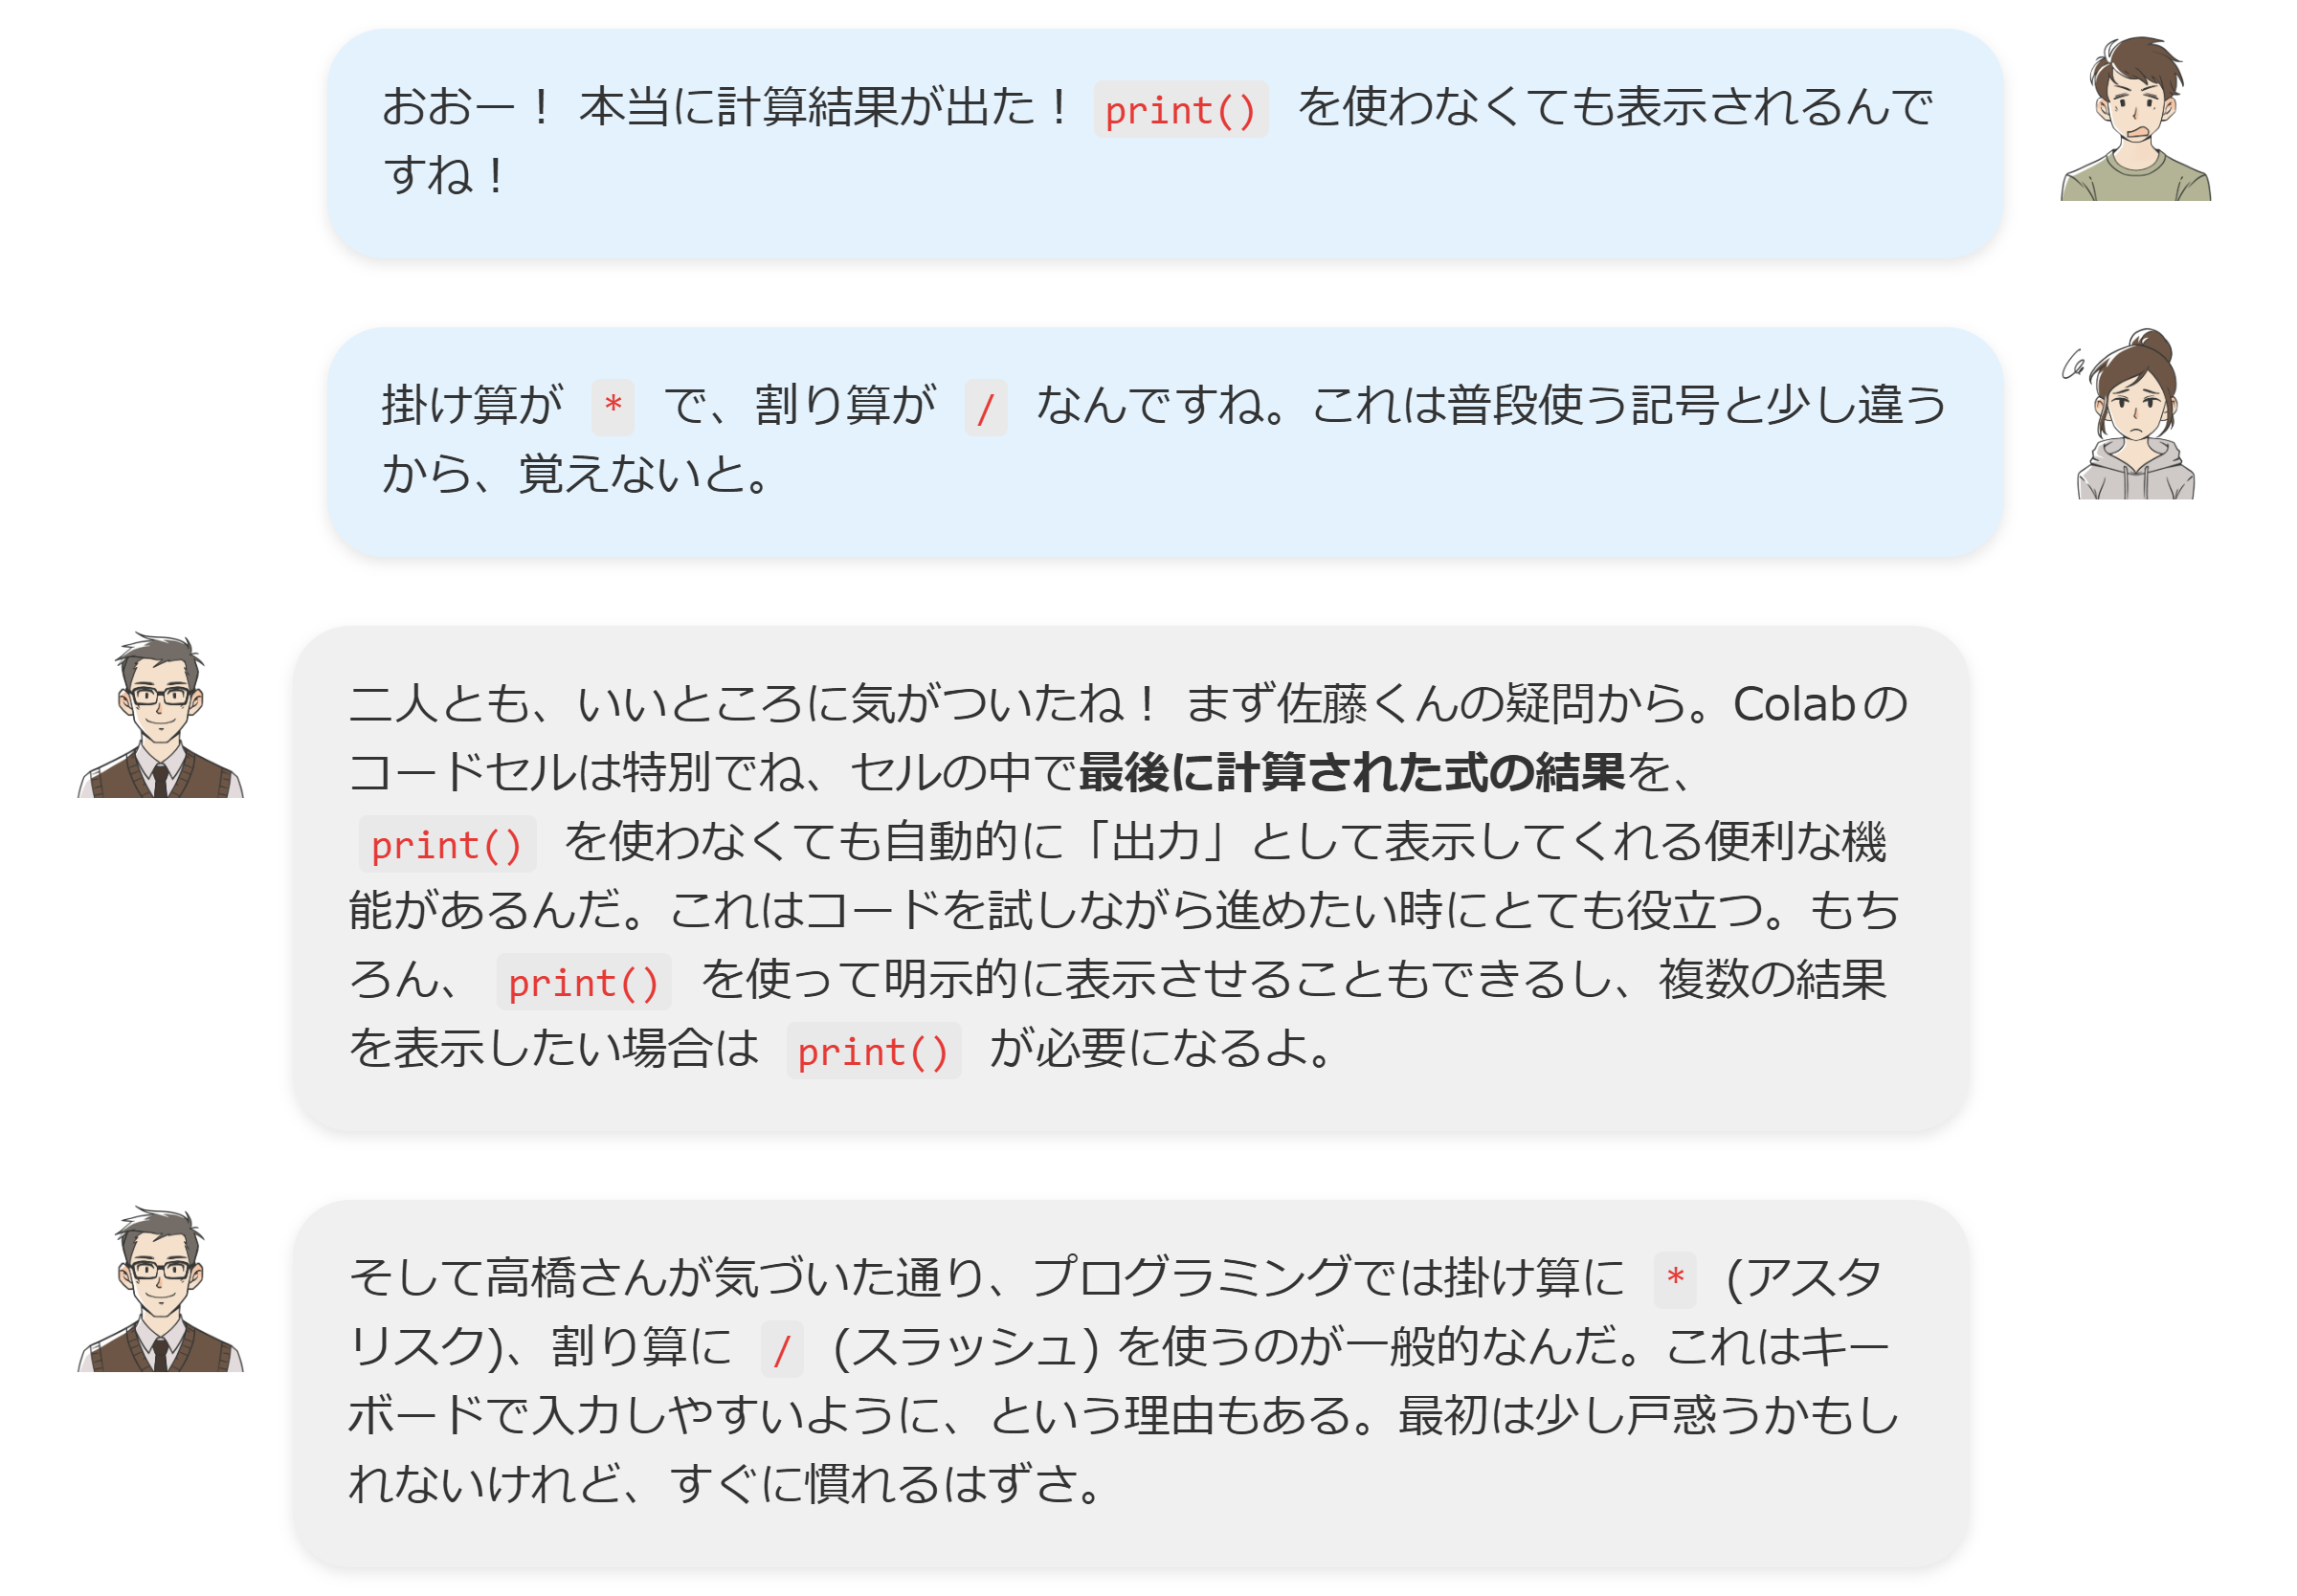 おおー！ 本当に計算結果が出た！ print() を使わなくても表示されるんで
すね！
掛け算が * で、割り算が / なんですね。これは普段使う記号と少し違う
から、覚えないと。
二人とも、いいところに気がついたね！ まず佐藤くんの疑問から。Colabの
コードセルは特別でね、セルの中で最後に計算された式の結果を、
print() を使わなくても自動的に「出力」として表示してくれる便利な機
能があるんだ。これはコードを試しながら進めたい時にとても役立つ。もち
ろん、 print() を使って明示的に表示させることもできるし、複数の結果
を表示したい場合は print() が必要になるよ。
そして高橋さんが気づいた通り、プログラミングでは掛け算に * (アスタ
リスク)、割り算に / (スラッシュ) を使うのが一般的なんだ。これはキー
ボードで入力しやすいように、という理由もある。最初は少し戸惑うかもし
れないけれど、すぐに慣れるはずさ。